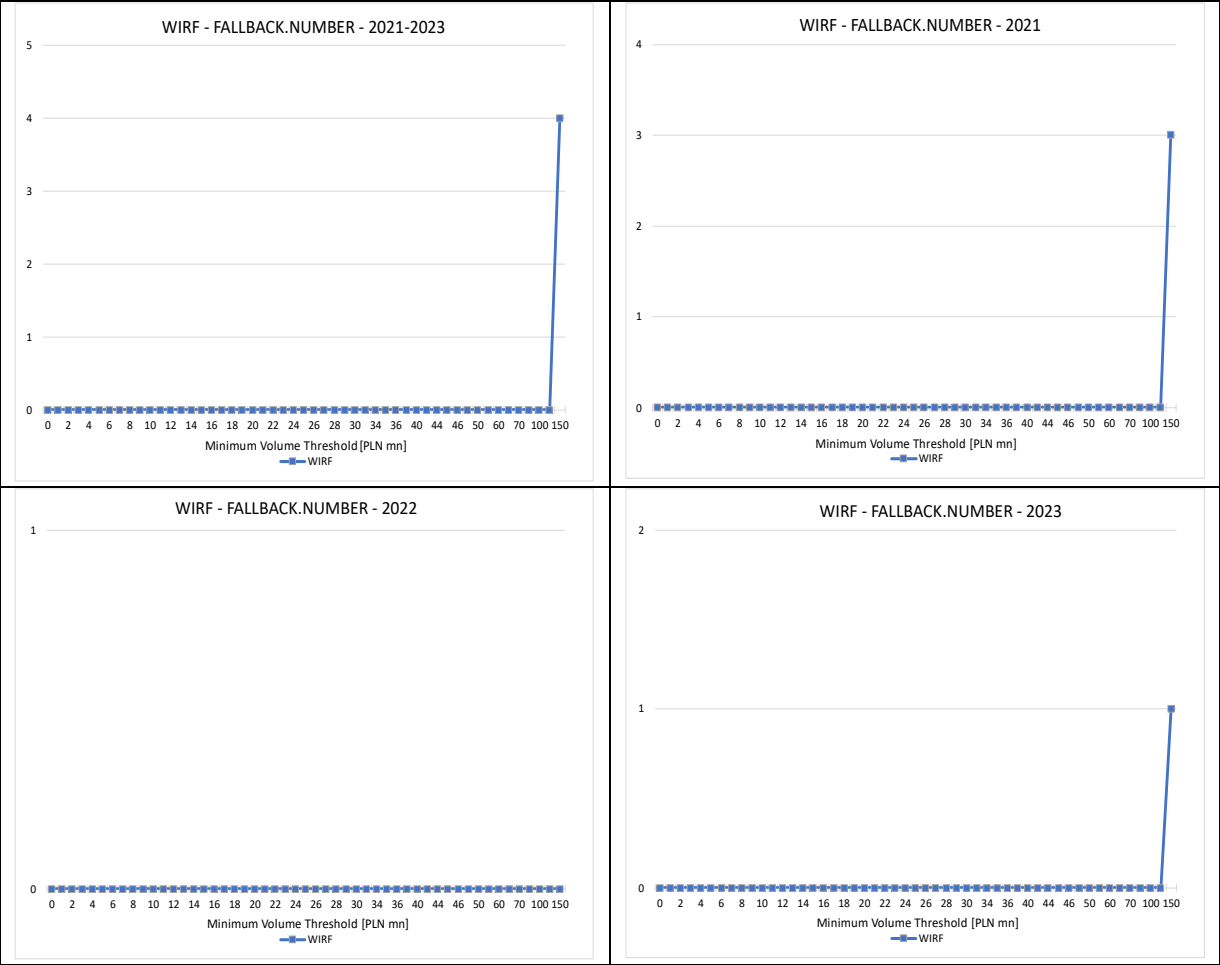 WIRF - FALLBACK.NUMBER - 2021-2023
5
4
3
2
1
0
0 2 4 6 8 10 12 14 16 18 20 22 24 26 28 30 34 36 40 44 46 50 60 70 100 150
Minimum Volume Threshold [PLN mn]
WIRF
WIRF - FALLBACK.NUMBER - 2021
4
3
2
1
0
0 2 4 6 8 10 12 14 16 18 20 22 24 26 28 30 34 36 40 44 46 50 60 70 100 150
Minimum Volume Threshold [PLN mn]
WIRF
WIRF - FALLBACK.NUMBER - 2022
1
0
0 2 4 6 8 10 12 14 16 18 20 22 24 26 28 30 34 36 40 44 46 50 60 70 100 150
Minimum Volume Threshold [PLN mn]
WIRF
WIRF - FALLBACK.NUMBER - 2023
2
1
0
0 2 4 6 8 10 12 14 16 18 20 22 24 26 28 30 34 36 40 44 46 50 60 70 100 150
Minimum Volume Threshold [PLN mn]
WIRF